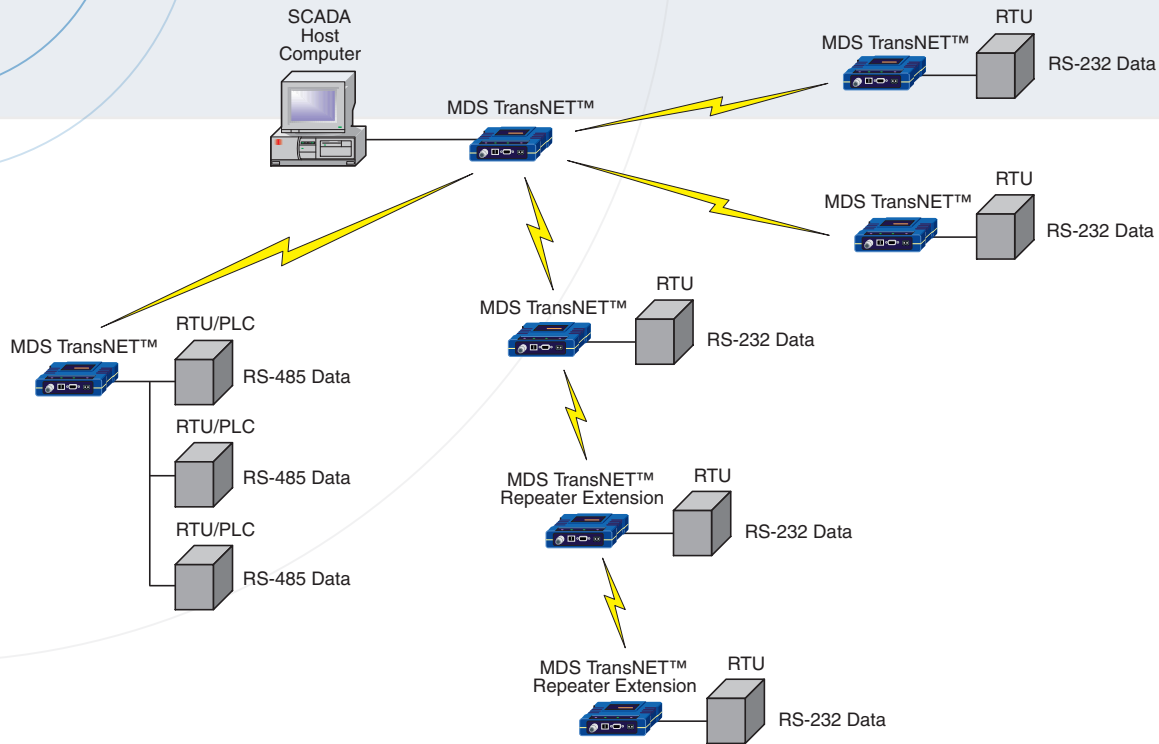 SCADA
Host
Computer
MDS TransNET™
MDS TransNET™
RTU
RS-232 Data
MDS TransNET™
RTU
RS-232 Data
MDS TransNET™
RTU
RS-232 Data
MDS TransNET™
RTU/PLC
RS-485 Data
RTU/PLC
RS-485 Data
RTU/PLC
RS-485 Data
MDS TransNET™
Repeater Extension
RTU
RS-232 Data
MDS TransNET™
Repeater Extension
RTU
RS-232 Data